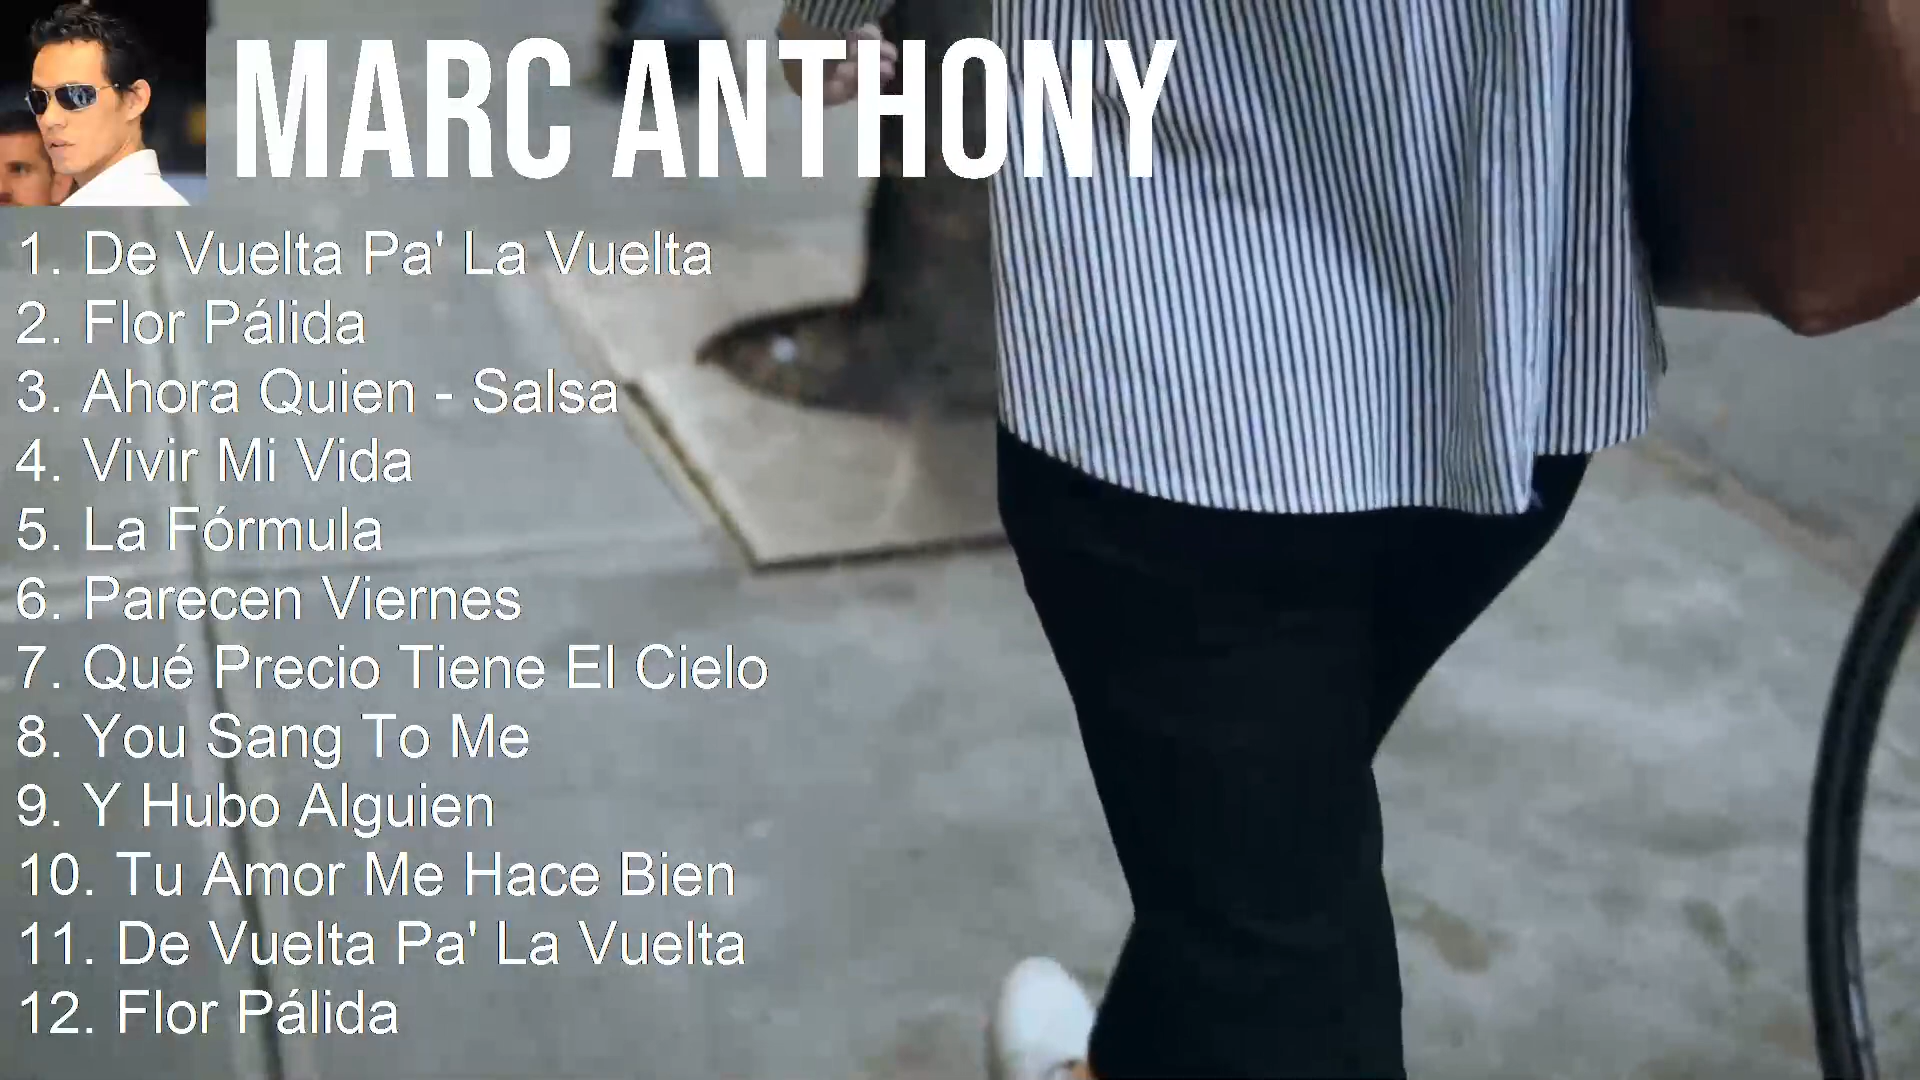 MARC ANTHONY
1. De Vuelta Pa' La Vuelta
2. Flor Pálida
3. Ahora Quien - Salsa
4. Vivir Mi Vida
5. La Fórmula
6. Parecen Viernes
7. Qué Precio Tiene El Cielo
8. You Sang To Me
9. Y Hubo Alguien
10. Tu Amor Me Hace Bien
11. De Vuelta Pa' La Vuelta
12. Flor Pálida